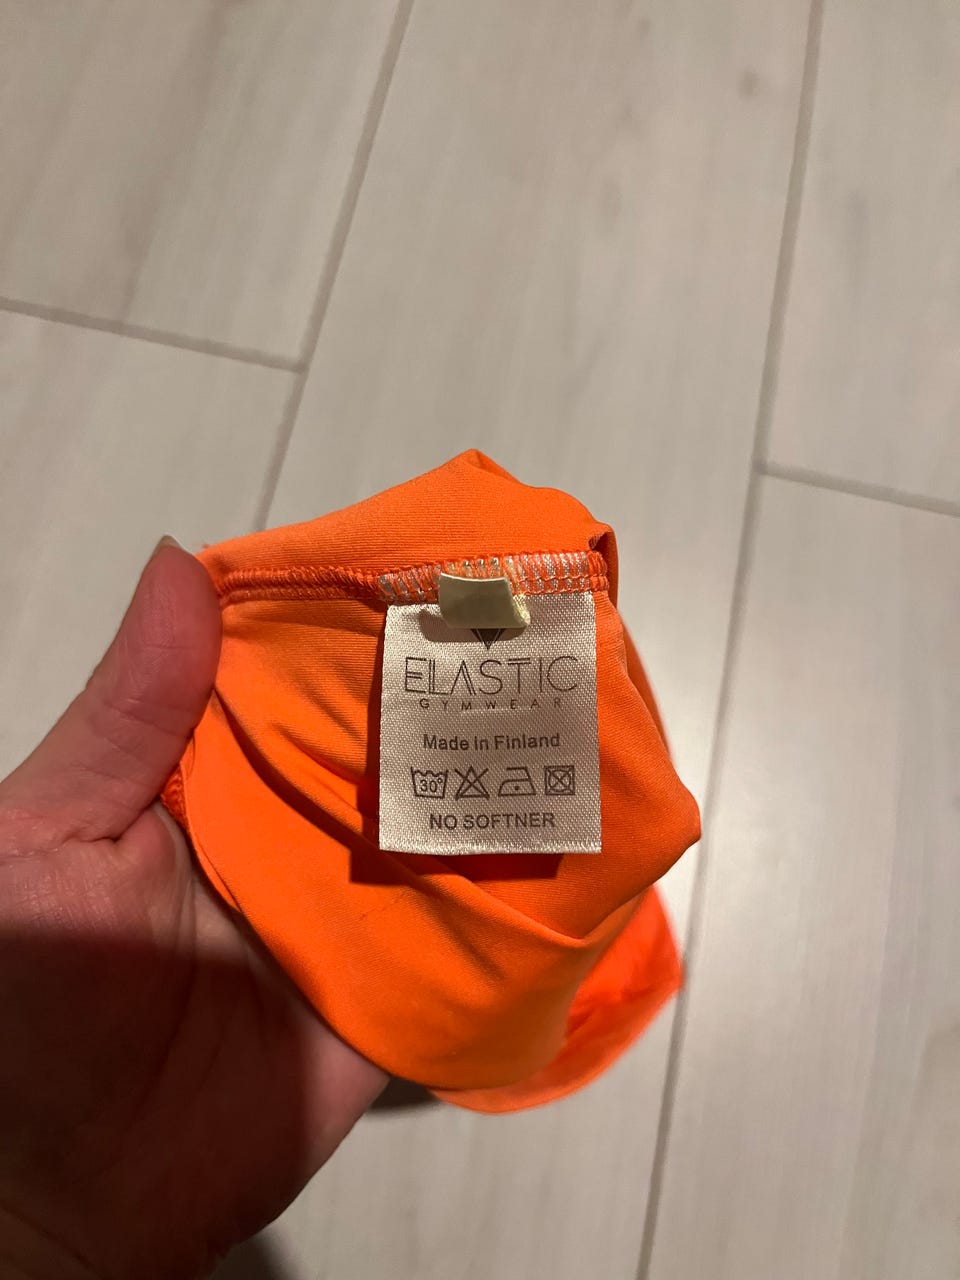 ELASTIC
GYMWEAR
Made in Finland
30°
NO SOFTNER